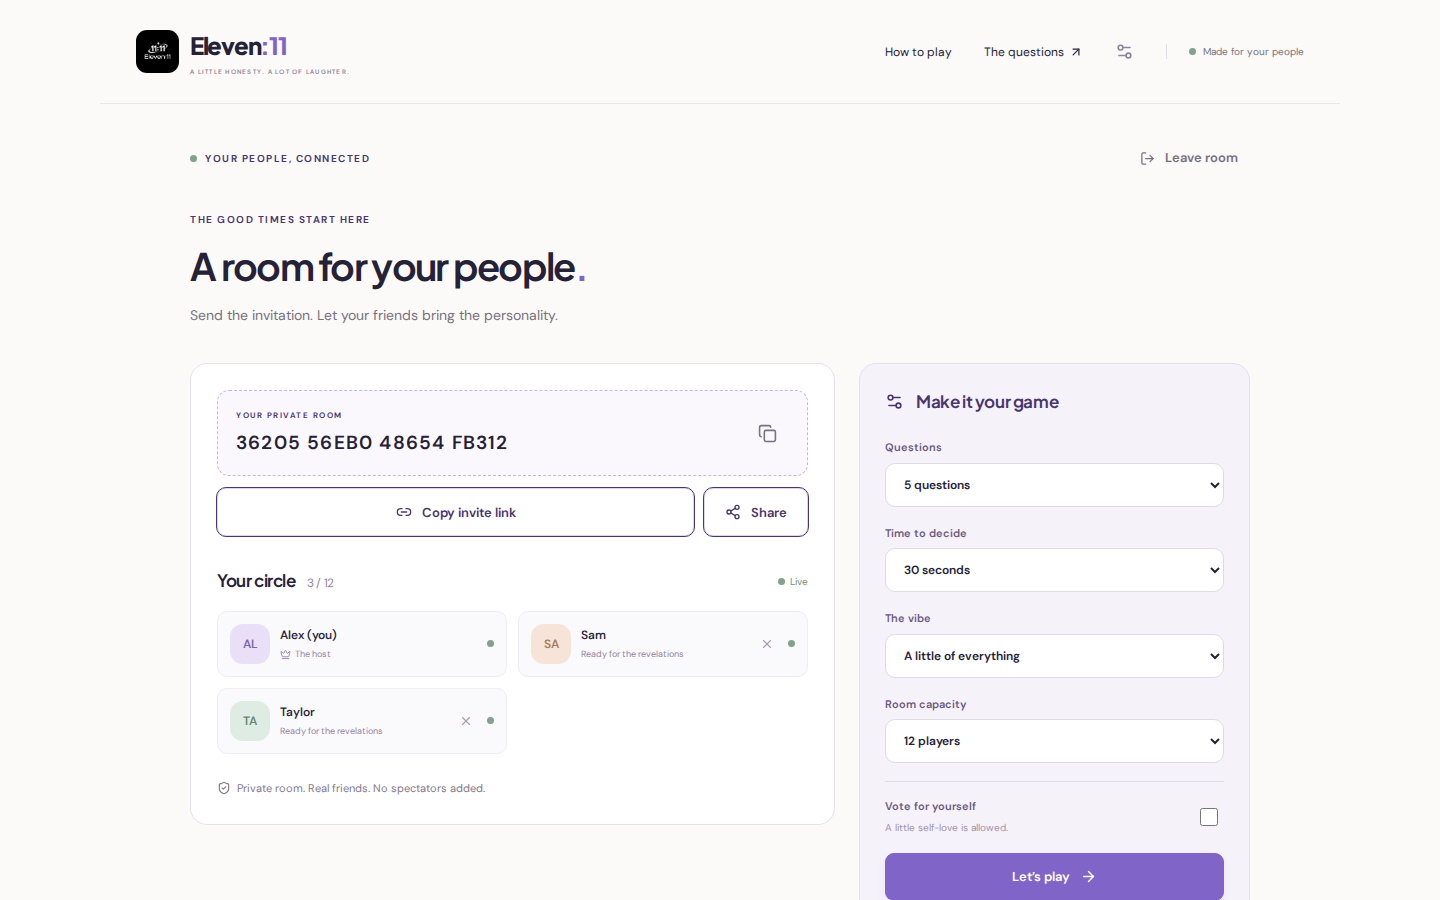 11:11
Eleven:11
Eleven:11
A LITTLE HONESTY. A LOT OF LAUGHTER.
How to play
The questions
Made for your people
YOUR PEOPLE, CONNECTED
Leave room
THE GOOD TIMES START HERE
A room for your people.
Send the invitation. Let your friends bring the personality.
YOUR PRIVATE ROOM
36205 56EB0 48654 FB312
Copy invite link
Share
Your circle
3 / 12
Live
AL
Alex (you)
The host
SA
Sam
Ready for the revelations
TA
Taylor
Ready for the revelations
Private room. Real friends. No spectators added.
Make it your game
Questions
5 questions
Time to decide
30 seconds
The vibe
A little of everything
Room capacity
12 players
Vote for yourself
A little self-love is allowed.
Let's play